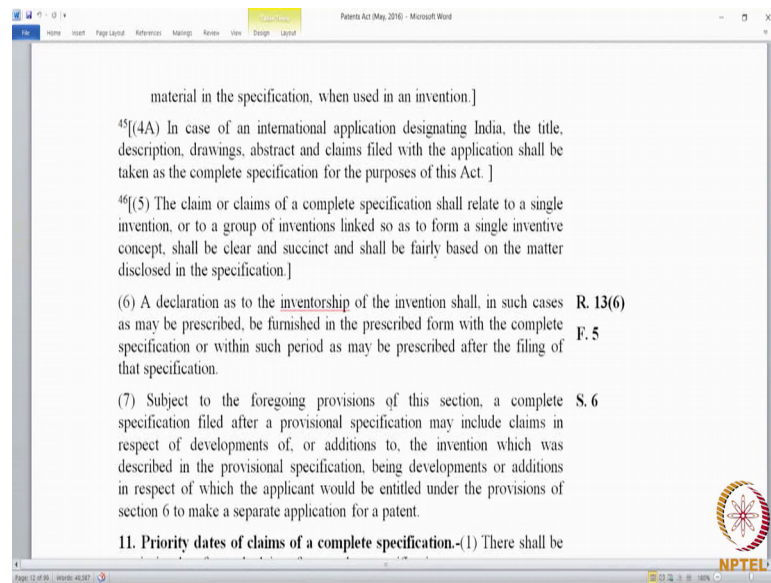 Patents Act (May, 2016) - Microsoft Word
File Home Insert Page Layout References Mailings Review View Design Layout
material in the specification, when used in an invention.]
45[(4A) In case of an international application designating India, the title,
description, drawings, abstract and claims filed with the application shall be
taken as the complete specification for the purposes of this Act. ]
46[(5) The claim or claims of a complete specification shall relate to a single
invention, or to a group of inventions linked so as to form a single inventive
concept, shall be clear and succinct and shall be fairly based on the matter
disclosed in the specification.]
(6) A declaration as to the inventorship of the invention shall, in such cases R. 13(6)
as may be prescribed, be furnished in the prescribed form with the complete
specification or within such period as may be prescribed after the filing of F. 5
that specification.
(7) Subject to the foregoing provisions of this section, a complete S. 6
specification filed after a provisional specification may include claims in
respect of developments of, or additions to, the invention which was
described in the provisional specification, being developments or additions
in respect of which the applicant would be entitled under the provisions of
section 6 to make a separate application for a patent.
11. Priority dates of claims of a complete specification.-(1) There shall be
NPTEL